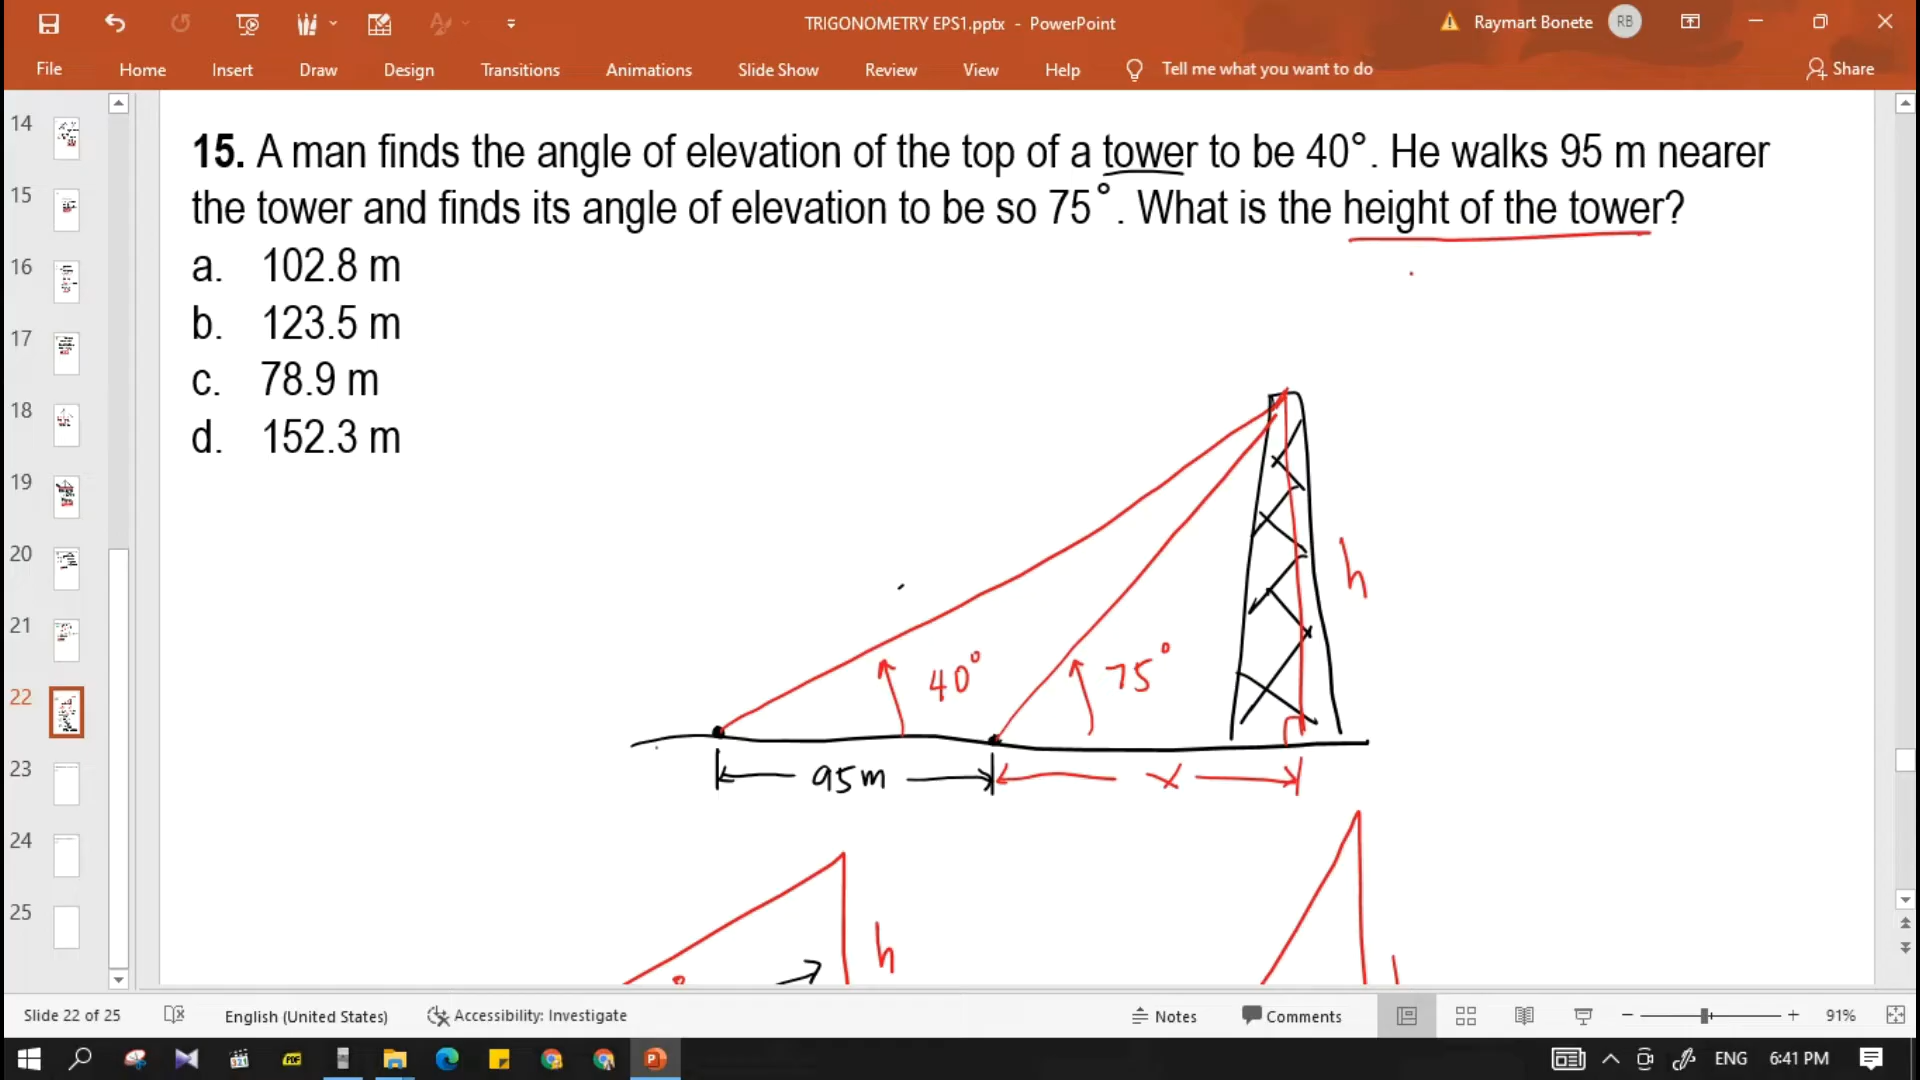 TRIGONOMETRY EPS1.pptx - PowerPoint
Raymart Bonete RB
File Home Insert Draw Design Transitions Animations Slide Show Review View Help Tell me what you want to do Share
14
15
16
17
18
19
20
21
22
23
24
25
15. A man finds the angle of elevation of the top of a tower to be 40°. He walks 95 m nearer
the tower and finds its angle of elevation to be so 75°. What is the height of the tower?
a. 102.8 m
b. 123.5 m
c. 78.9 m
d. 152.3 m
h
40° 75°
95m x
h
Slide 22 of 25 English (United States) Accessibility: Investigate Notes Comments 91%
PDF ENG 6:41 PM